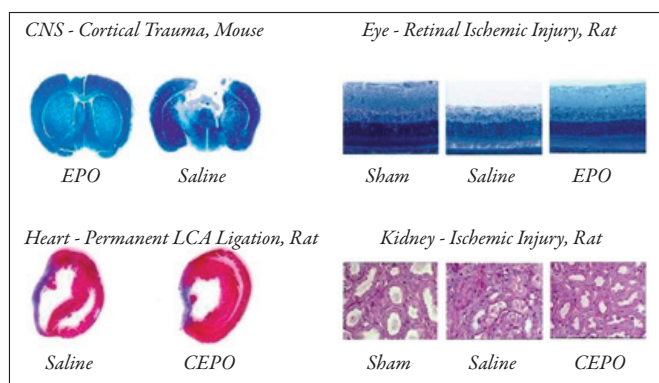 CNS - Cortical Trauma, Mouse
EPO Saline
Eye - Retinal Ischemic Injury, Rat
Sham Saline EPO
Heart - Permanent LCA Ligation, Rat
Saline CEPO
Kidney - Ischemic Injury, Rat
Sham Saline CEPO